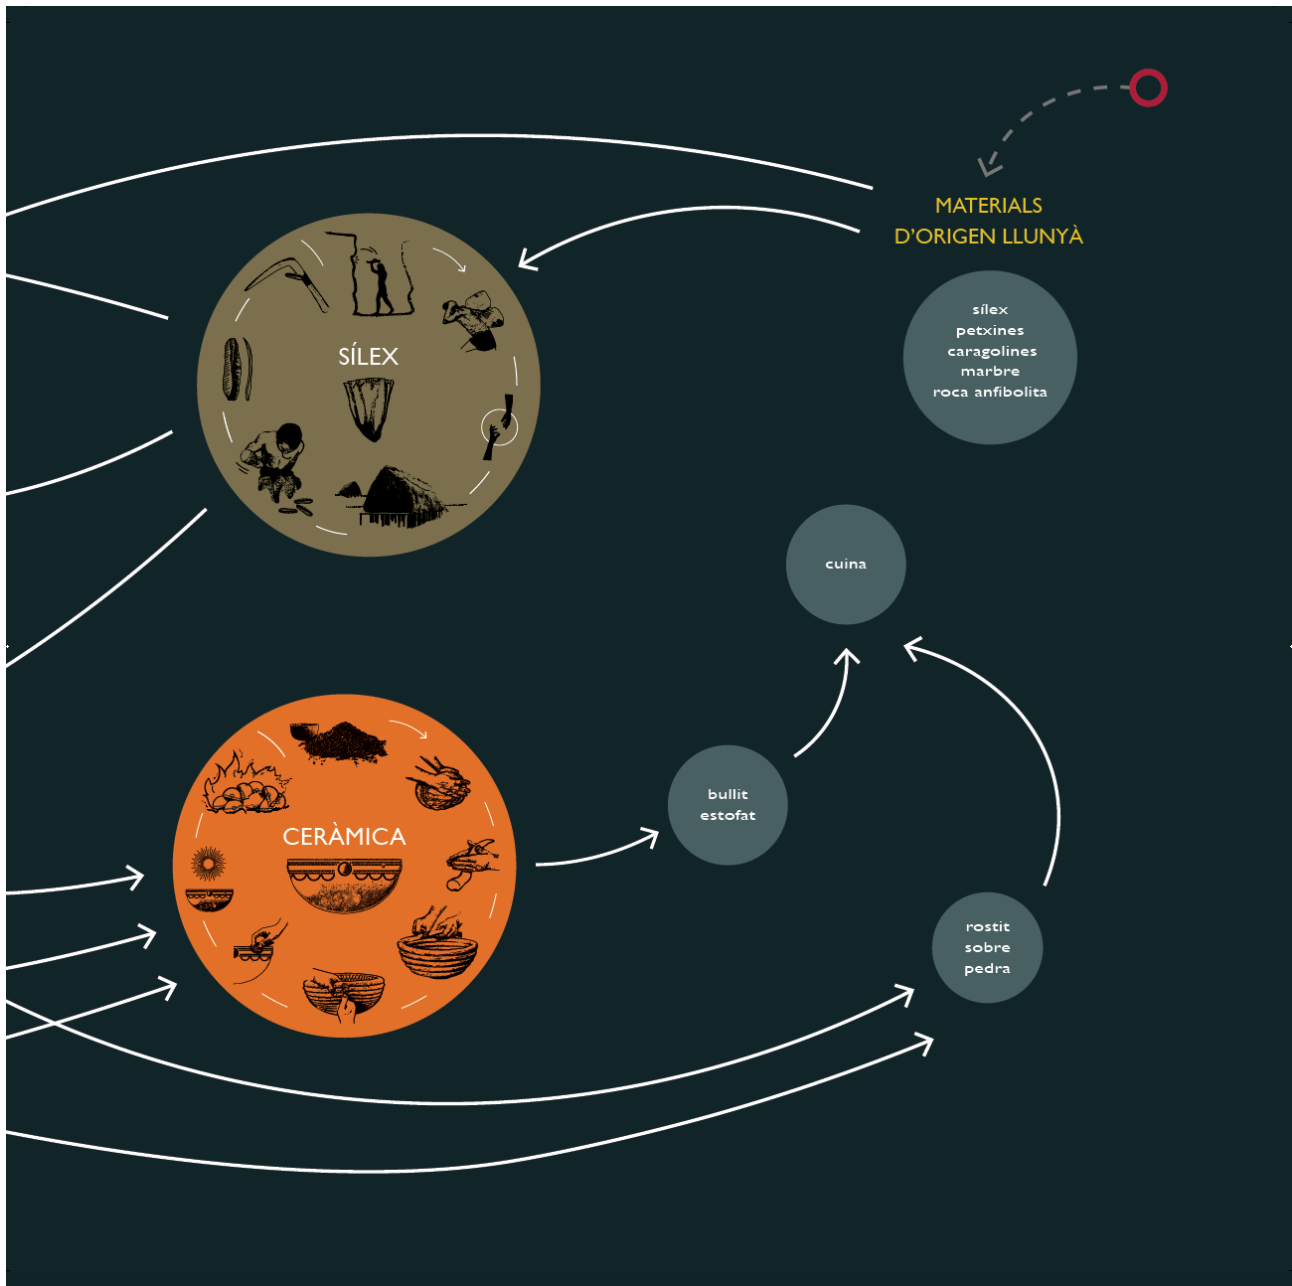 MATERIALS
D'ORIGEN LLUNYÀ
sílex
petxines
caragolines
marbre
roca anfibolita
SÍLEX
cuina
bullit
estofat
CERÀMICA
rostit
sobre
pedra